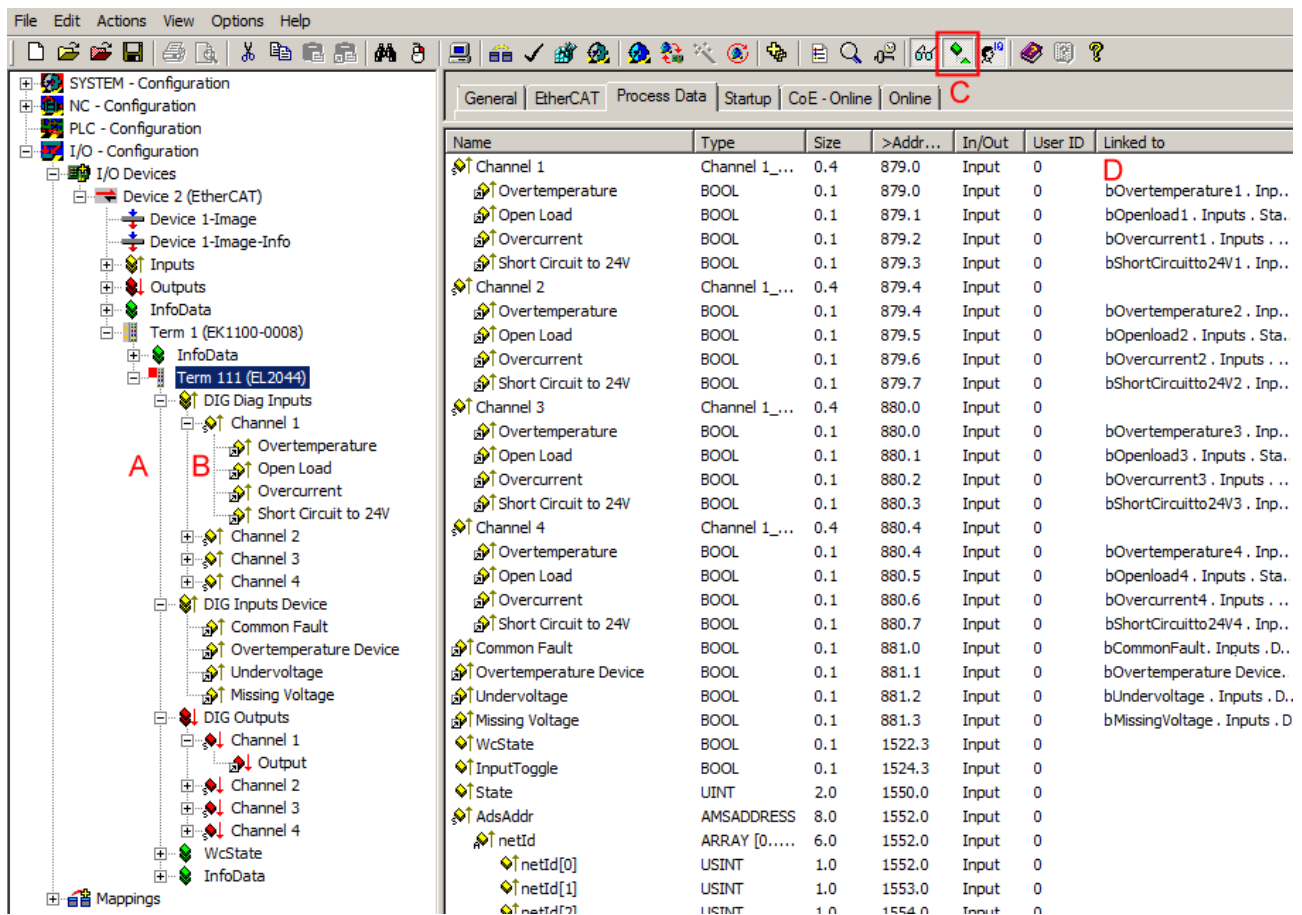 File Edit Actions View Options Help
SYSTEM - Configuration
NC - Configuration
PLC - Configuration
I/O - Configuration
I/O Devices
Device 2 (EtherCAT)
Device 1-Image
Device 1-Image-Info
Inputs
Outputs
InfoData
Term 1 (EK1100-0008)
InfoData
Term 111 (EL2044)
DIG Diag Inputs
Channel 1
Overtemperature
A B Open Load
Overcurrent
Short Circuit to 24V
Channel 2
Channel 3
Channel 4
DIG Inputs Device
Common Fault
Overtemperature Device
Undervoltage
Missing Voltage
DIG Outputs
Channel 1
Output
Channel 2
Channel 3
Channel 4
WcState
InfoData
Mappings
General EtherCAT Process Data Startup CoE - Online Online C
Name Type Size >Addr... In/Out User ID Linked to
Channel 1 Channel 1_... 0.4 879.0 Input 0 D
Overtemperature BOOL 0.1 879.0 Input 0 bOvertemperature1 . Inp..
Open Load BOOL 0.1 879.1 Input 0 bOpenload1 . Inputs . Sta..
Overcurrent BOOL 0.1 879.2 Input 0 bOvercurrent1 . Inputs . ...
Short Circuit to 24V BOOL 0.1 879.3 Input 0 bShortCircuitto24V1 . Inp...
Channel 2 Channel 1_... 0.4 879.4 Input 0
Overtemperature BOOL 0.1 879.4 Input 0 bOvertemperature2 . Inp...
Open Load BOOL 0.1 879.5 Input 0 bOpenload2 . Inputs . Sta..
Overcurrent BOOL 0.1 879.6 Input 0 bOvercurrent2 . Inputs . ...
Short Circuit to 24V BOOL 0.1 879.7 Input 0 bShortCircuitto24V2 . Inp...
Channel 3 Channel 1_... 0.4 880.0 Input 0
Overtemperature BOOL 0.1 880.0 Input 0 bOvertemperature3 . Inp...
Open Load BOOL 0.1 880.1 Input 0 bOpenload3 . Inputs . Sta..
Overcurrent BOOL 0.1 880.2 Input 0 bOvercurrent3 . Inputs . ...
Short Circuit to 24V BOOL 0.1 880.3 Input 0 bShortCircuitto24V3 . Inp...
Channel 4 Channel 1_... 0.4 880.4 Input 0
Overtemperature BOOL 0.1 880.4 Input 0 bOvertemperature4 . Inp...
Open Load BOOL 0.1 880.5 Input 0 bOpenload4 . Inputs . Sta..
Overcurrent BOOL 0.1 880.6 Input 0 bOvercurrent4 . Inputs . ...
Short Circuit to 24V BOOL 0.1 880.7 Input 0 bShortCircuitto24V4 . Inp...
Common Fault BOOL 0.1 881.0 Input 0 bCommonFault. Inputs .D...
Overtemperature Device BOOL 0.1 881.1 Input 0 bOvertemperature Device..
Undervoltage BOOL 0.1 881.2 Input 0 bUndervoltage . Inputs . D..
Missing Voltage BOOL 0.1 881.3 Input 0 bMissingVoltage . Inputs . D
WcState BOOL 0.1 1522.3 Input 0
InputToggle BOOL 0.1 1524.3 Input 0
State UINT 2.0 1550.0 Input 0
AdsAddr AMSADDRESS 8.0 1552.0 Input 0
netId ARRAY [0..... 6.0 1552.0 Input 0
netId[0] USINT 1.0 1552.0 Input 0
netId[1] USINT 1.0 1553.0 Input 0
netId[2] USINT 1.0 1554.0 Input 0